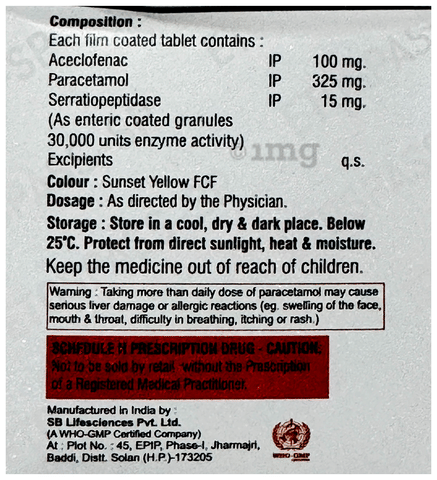 Composition :
Each film coated tablet contains :
Aceclofenac IP 100 mg.
Paracetamol IP 325 mg.
Serratiopeptidase IP 15 mg.
(As enteric coated granules
30,000 units enzyme activity)
Excipients q.s.
1mg
Colour : Sunset Yellow FCF
Dosage : As directed by the Physician.
Storage : Store in a cool, dry & dark place. Below
25°C. Protect from direct sunlight, heat & moisture.
Keep the medicine out of reach of children.
Warning : Taking more than daily dose of paracetamol may cause
serious liver damage or allergic reactions (eg. swelling of the face,
mouth & throat, difficulty in breathing, itching or rash.)
SCHEDULE H PRESCRIPTION DRUG - CAUTION.
Not to be sold by retail without the Prescription
of a Registered Medical Practitioner.
Manufactured in India by :
SB Lifesciences Pvt. Ltd.
(A WHO-GMP Certified Company)
At : Plot No. : 45, EPIP, Phase-I, Jharmajri,
Baddi, Distt. Solan (H.P.)-173205
WHO-GMP